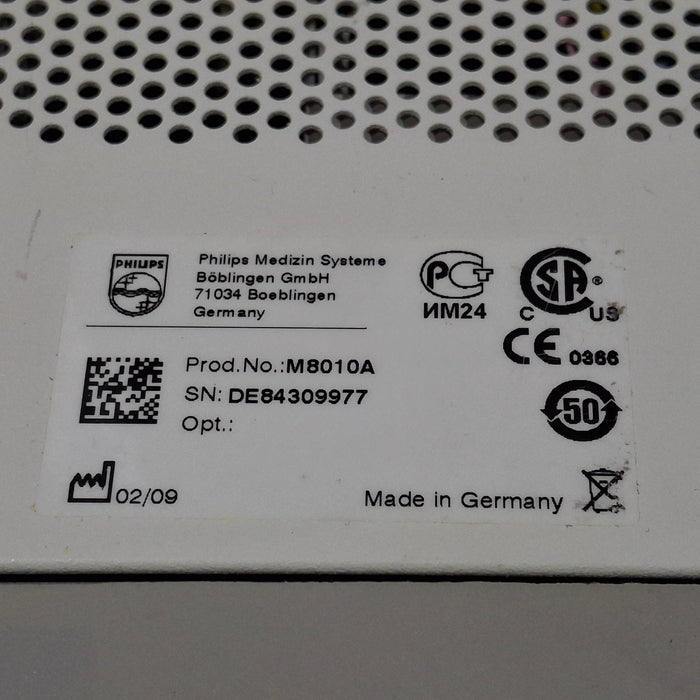 PHILIPS
Philips Medizin Systeme
Böblingen GmbH
71034 Boeblingen
Germany
РСТ
ИМ24
SA
C US
CE 0366
Prod.No.:M8010A
SN: DE84309977
Opt.:
50
02/09
Made in Germany